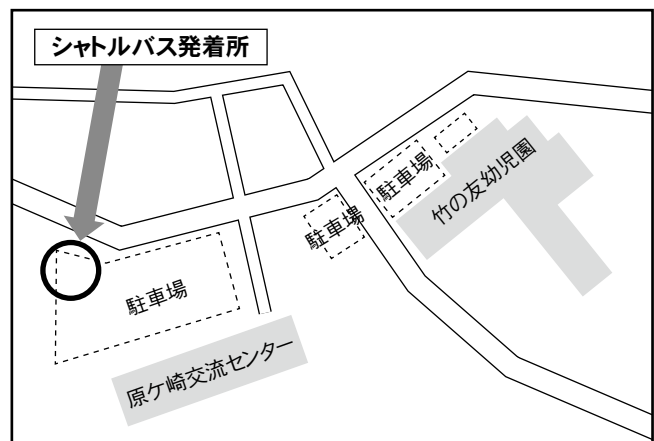 シャトルバス発着所
駐車場
竹の友幼児園
駐車場
駐車場
原ケ崎交流センター